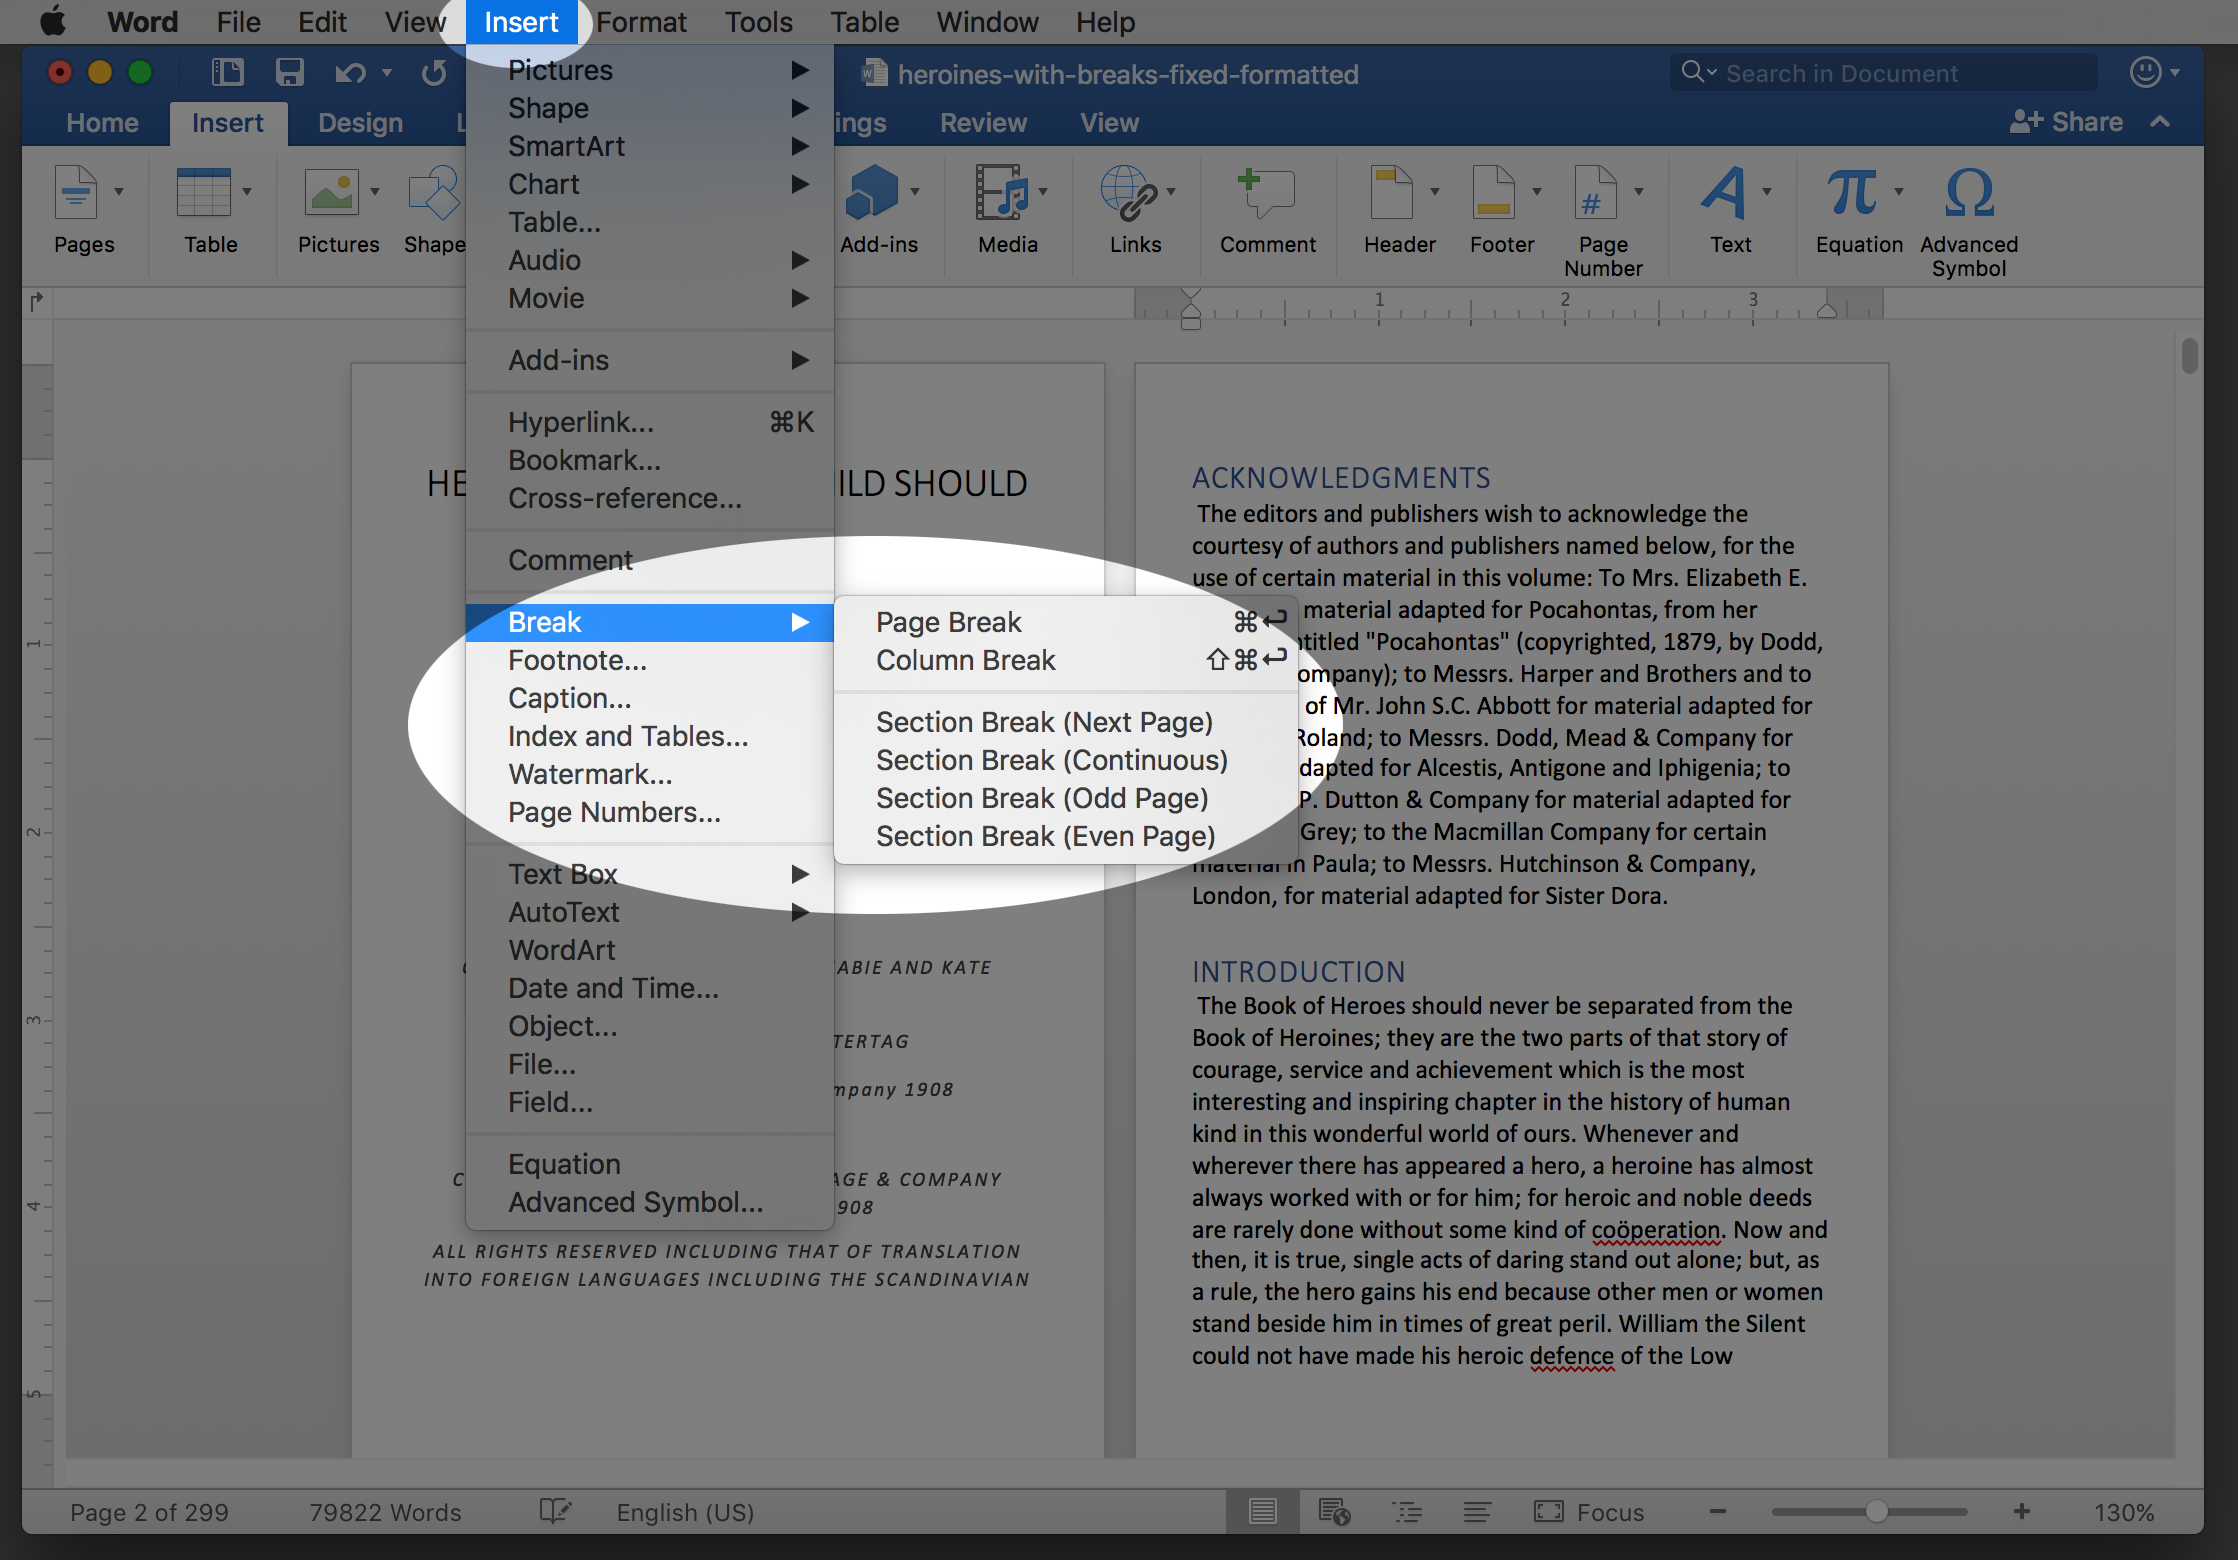 Word File Edit View Insert Format Tools Table Window Help
heroines-with-breaks-fixed-formatted
Search in Document
Home Insert Design L ings Review View Share
Pages Table Pictures Shape Add-ins Media Links Comment Header Footer Page Number Text Equation Advanced Symbol
1 2 3
Pictures
Shape
SmartArt
Chart
Table...
Audio
Movie
Add-ins
Hyperlink... ⌘K
Bookmark...
Cross-reference...
Comment
Break
Footnote...
Caption...
Index and Tables...
Watermark...
Page Numbers...
Text Box
AutoText
WordArt
Date and Time...
Object...
File...
Field...
Equation
Advanced Symbol...
Page Break ⌘↩
Column Break ⇧⌘↩
Section Break (Next Page)
Section Break (Continuous)
Section Break (Odd Page)
Section Break (Even Page)
1
2
3
4
5
HE ILD SHOULD
ABIE AND KATE
TERTAG
mpany 1908
C AGE & COMPANY
908
ALL RIGHTS RESERVED INCLUDING THAT OF TRANSLATION
INTO FOREIGN LANGUAGES INCLUDING THE SCANDINAVIAN
ACKNOWLEDGMENTS
The editors and publishers wish to acknowledge the
courtesy of authors and publishers named below, for the
use of certain material in this volume: To Mrs. Elizabeth E.
material adapted for Pocahontas, from her
ntitled "Pocahontas" (copyrighted, 1879, by Dodd,
ompany); to Messrs. Harper and Brothers and to
of Mr. John S.C. Abbott for material adapted for
Roland; to Messrs. Dodd, Mead & Company for
dapted for Alcestis, Antigone and Iphigenia; to
P. Dutton & Company for material adapted for
Grey; to the Macmillan Company for certain
material in Paula; to Messrs. Hutchinson & Company,
London, for material adapted for Sister Dora.
INTRODUCTION
The Book of Heroes should never be separated from the
Book of Heroines; they are the two parts of that story of
courage, service and achievement which is the most
interesting and inspiring chapter in the history of human
kind in this wonderful world of ours. Whenever and
wherever there has appeared a hero, a heroine has almost
always worked with or for him; for heroic and noble deeds
are rarely done without some kind of coöperation. Now and
then, it is true, single acts of daring stand out alone; but, as
a rule, the hero gains his end because other men or women
stand beside him in times of great peril. William the Silent
could not have made his heroic defence of the Low
Page 2 of 299 79822 Words English (US) Focus 130%